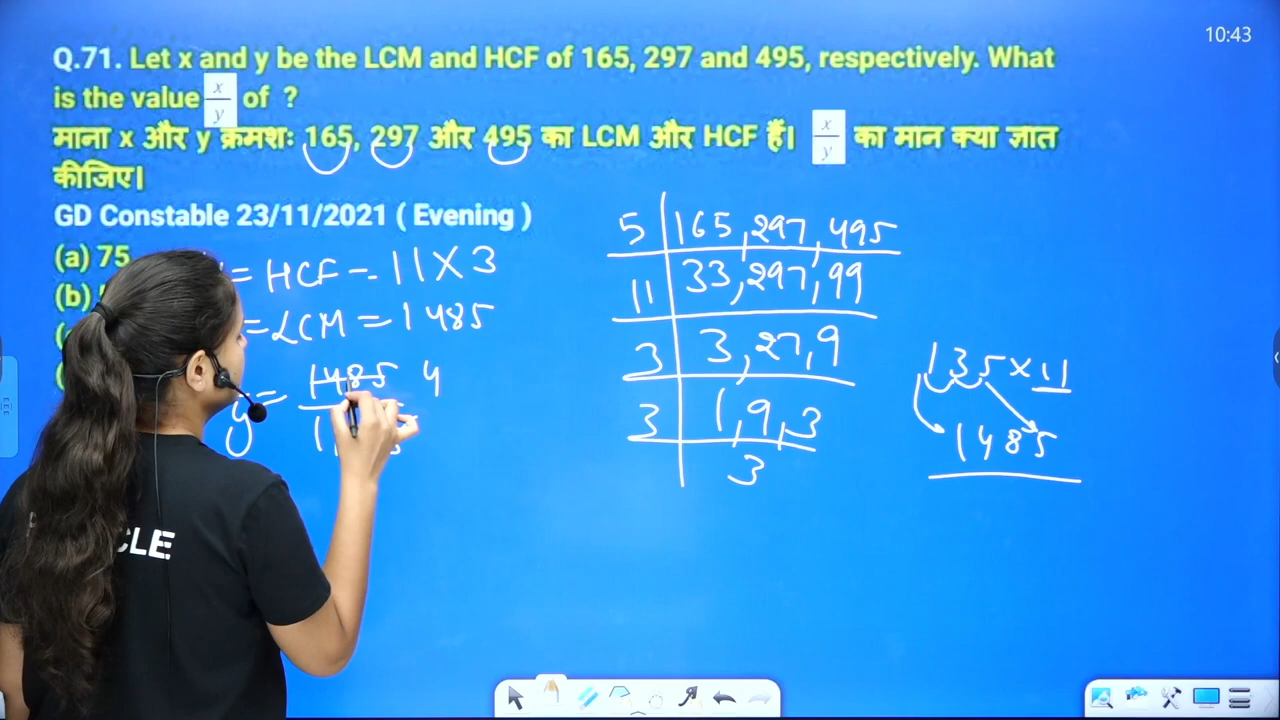 10:43
Q.71. Let x and y be the LCM and HCF of 165, 297 and 495, respectively. What
is the value x/y of ?
माना x और y क्रमशः 165, 297 और 495 का LCM और HCF हैं। x/y का मान क्या ज्ञात
कीजिए।
GD Constable 23/11/2021 ( Evening )
(a) 75
(b)
= HCF - 11 X 3
= LCM = 1485
y = 1485 4
5 | 165, 297, 495
11 | 33, 297, 99
3 | 3, 27, 9
3 | 1, 9, 3
3
135 × 11
1485
CLE